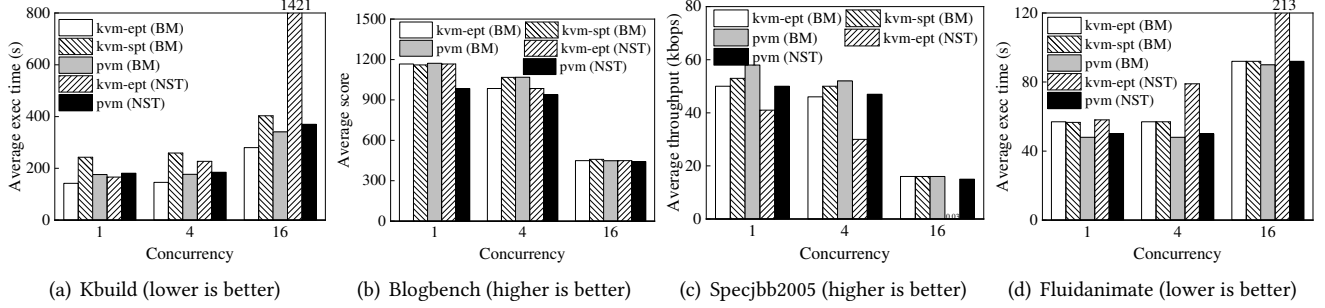 1421
Average exec time (s)
800
600
400
200
0
kvm-ept (BM)
kvm-spt (BM)
pvm (BM)
kvm-ept (NST)
pvm (NST)
1 4 16
Concurrency
(a) Kbuild (lower is better)
Average score
1500
1200
900
600
300
0
kvm-ept (BM) kvm-spt (BM)
pvm (BM) kvm-ept (NST)
pvm (NST)
1 4 16
Concurrency
(b) Blogbench (higher is better)
Average throughput (kbops)
80
60
40
20
0
kvm-ept (BM) kvm-spt (BM)
pvm (BM) kvm-ept (NST)
pvm (NST)
1 4 16
Concurrency
(c) Specjbb2005 (higher is better)
213
Average exec time (s)
120
80
40
0
kvm-ept (BM)
kvm-spt (BM)
pvm (BM)
kvm-ept (NST)
pvm (NST)
1 4 16
Concurrency
(d) Fluidanimate (lower is better)